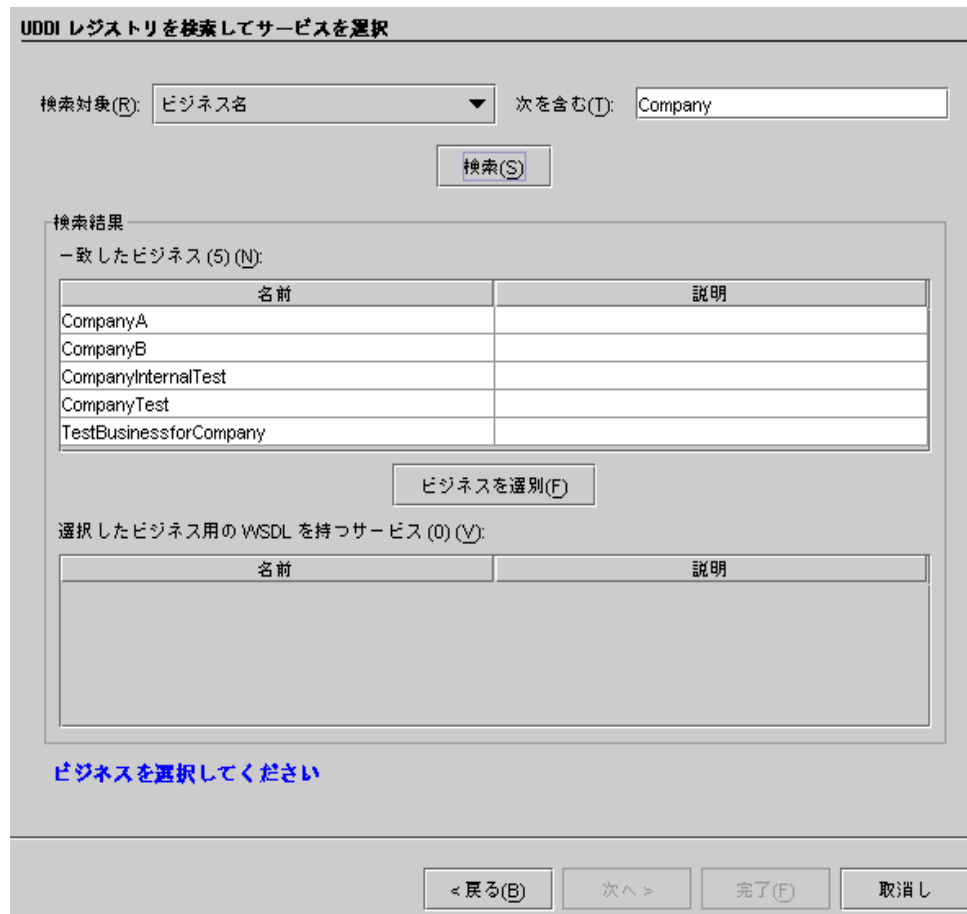 UDDI レジストリを検索してサービスを選択
検索対象(R): ビジネス名 次を含む(T): Company
検索(S)
検索結果
一致したビジネス (5) (N):
名前 説明
CompanyA
CompanyB
CompanyInternalTest
CompanyTest
TestBusinessforCompany
ビジネスを選別(F)
選択したビジネス用の WSDL を持つサービス (0) (V):
名前 説明
ビジネスを選択してください
< 戻る(B) 次へ > 完了(F) 取消し